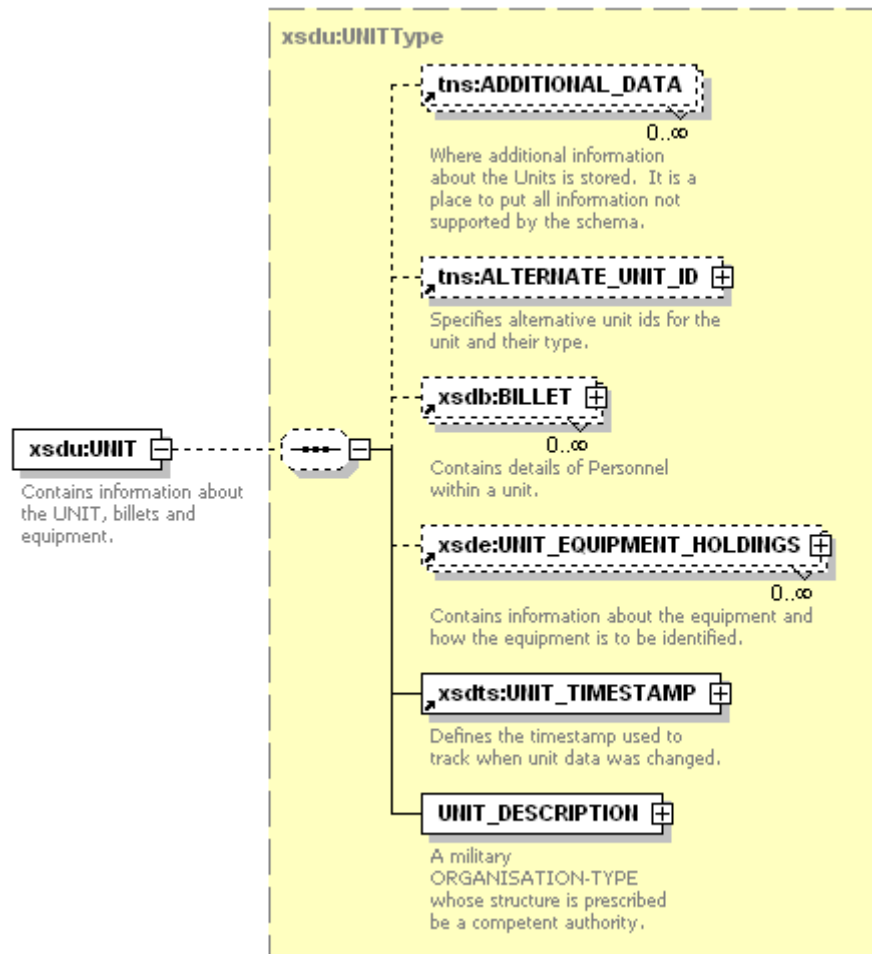 xsdu:UNITType
tns:ADDITIONAL_DATA
0..∞
Where additional information
about the Units is stored. It is a
place to put all information not
supported by the schema.
tns:ALTERNATE_UNIT_ID
Specifies alternative unit ids for the
unit and their type.
xsdb:BILLET
0..∞
Contains details of Personnel
within a unit.
xsdu:UNIT
Contains information about
the UNIT, billets and
equipment.
xsde:UNIT_EQUIPMENT_HOLDINGS
0..∞
Contains information about the equipment and
how the equipment is to be identified.
xsdts:UNIT_TIMESTAMP
Defines the timestamp used to
track when unit data was changed.
UNIT_DESCRIPTION
A military
ORGANISATION-TYPE
whose structure is prescribed
be a competent authority.